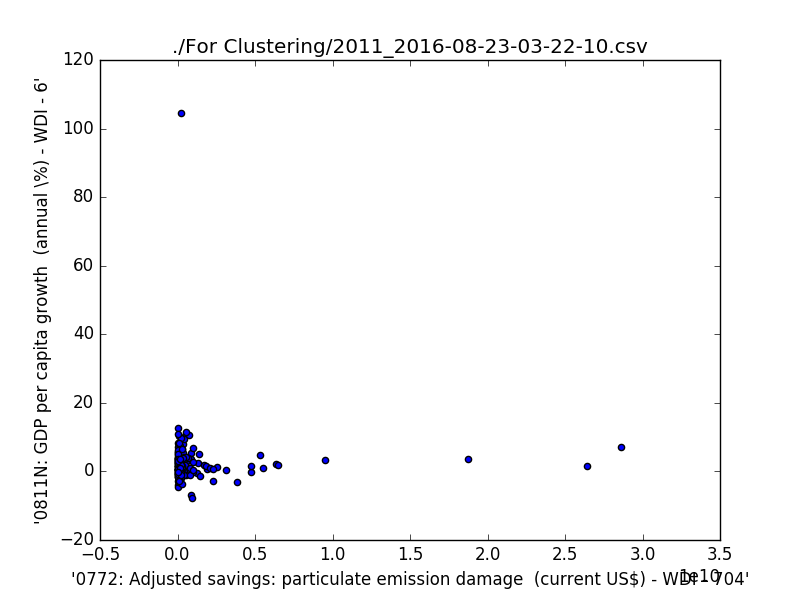 ./For Clustering/2011_2016-08-23-03-22-10.csv
120
100
80
60
40
20
0
−20
−0.5 0.0 0.5 1.0 1.5 2.0 2.5 3.0 3.5
1e10
'0772: Adjusted savings: particulate emission damage  (current US$) - WDI - 704'
'0811N: GDP per capita growth  (annual \%) - WDI - 6'